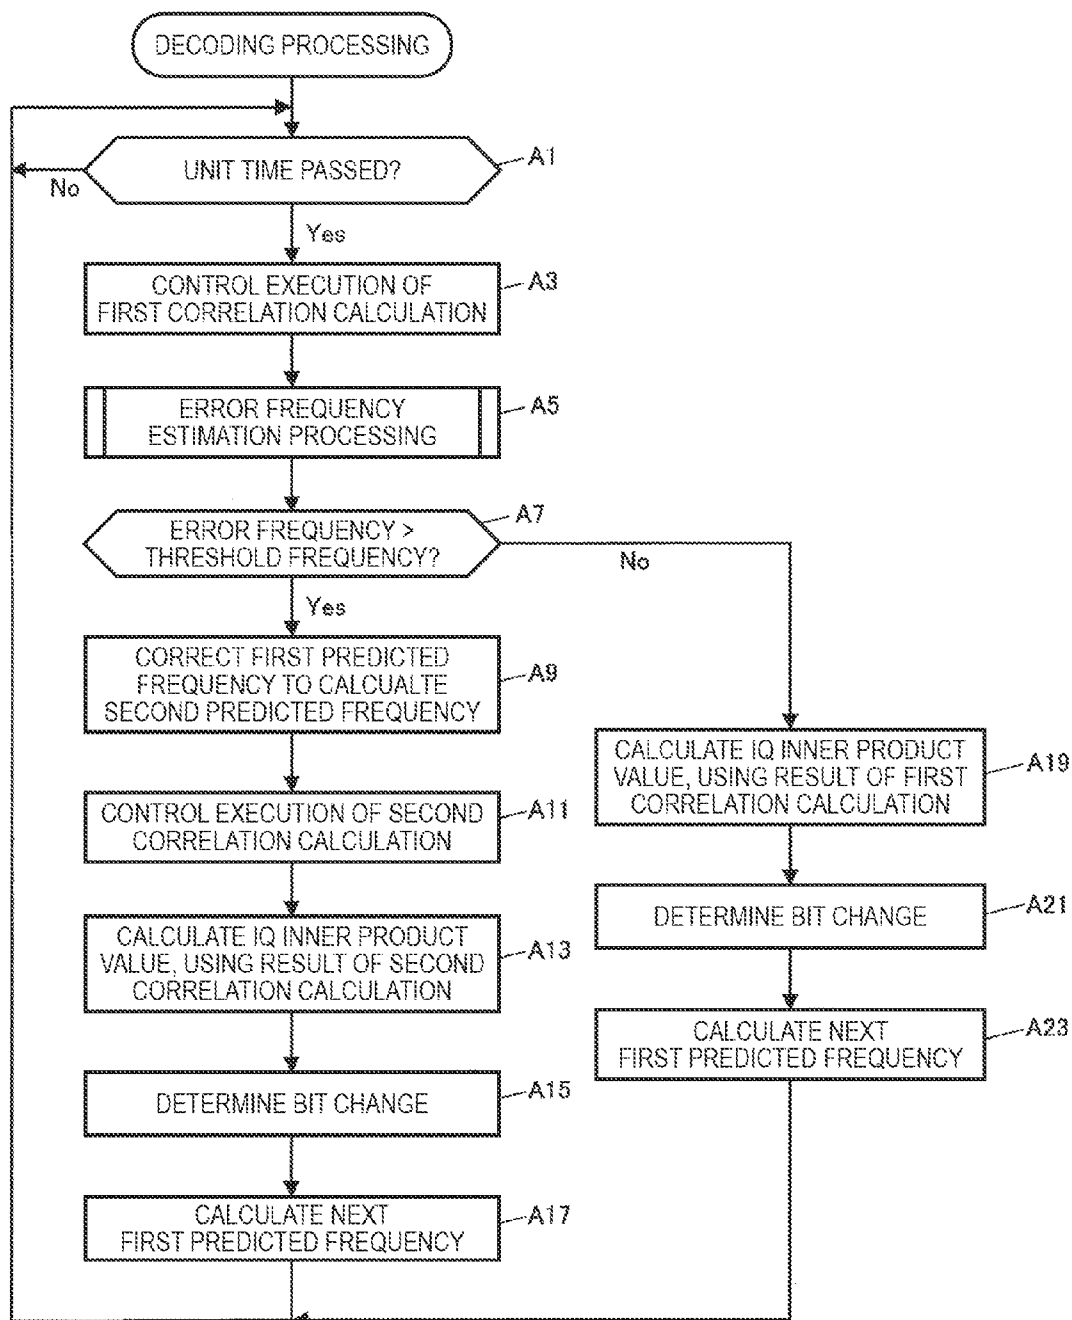 DECODING PROCESSING
UNIT TIME PASSED?
A1
No
Yes
CONTROL EXECUTION OF
FIRST CORRELATION CALCULATION
A3
ERROR FREQUENCY
ESTIMATION PROCESSING
A5
ERROR FREQUENCY >
THRESHOLD FREQUENCY?
A7
No
Yes
CORRECT FIRST PREDICTED
FREQUENCY TO CALCUALTE
SECOND PREDICTED FREQUENCY
A9
CONTROL EXECUTION OF SECOND
CORRELATION CALCULATION
A11
CALCULATE IQ INNER PRODUCT
VALUE, USING RESULT OF SECOND
CORRELATION CALCULATION
A13
DETERMINE BIT CHANGE
A15
CALCULATE NEXT
FIRST PREDICTED FREQUENCY
A17
CALCULATE IQ INNER PRODUCT
VALUE, USING RESULT OF FIRST
CORRELATION CALCULATION
A19
DETERMINE BIT CHANGE
A21
CALCULATE NEXT
FIRST PREDICTED FREQUENCY
A23